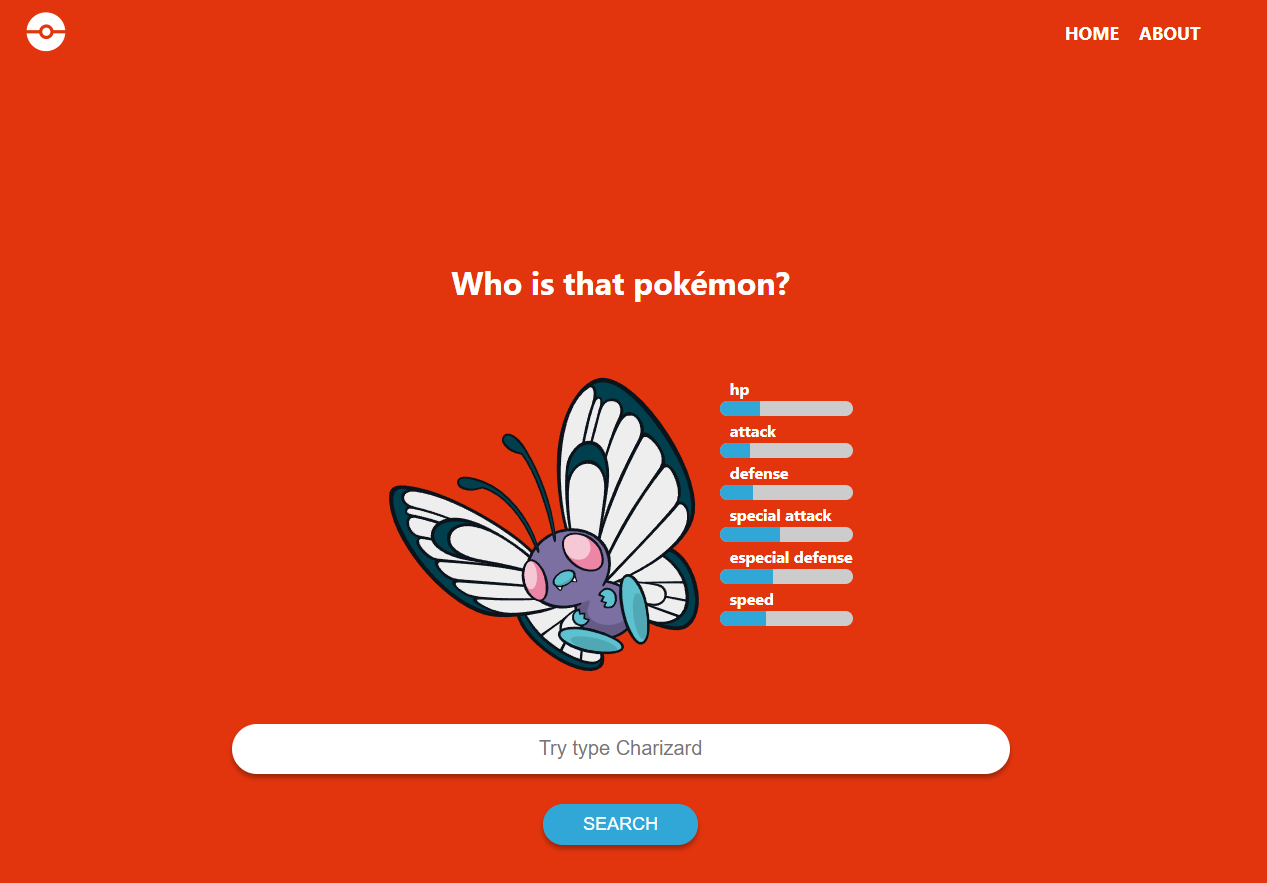 HOME ABOUT
Who is that pokémon?
hp
attack
defense
special attack
especial defense
speed
Try type Charizard
SEARCH